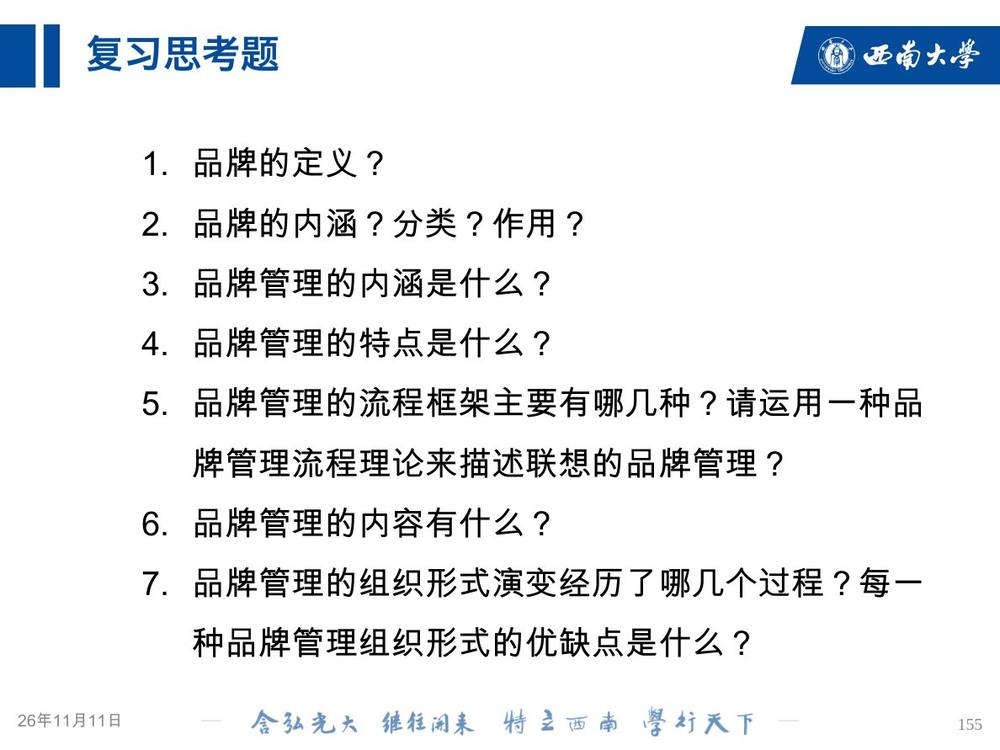 复习思考题
西南大学
1. 品牌的定义？
2. 品牌的内涵？分类？作用？
3. 品牌管理的内涵是什么？
4. 品牌管理的特点是什么？
5. 品牌管理的流程框架主要有哪几种？请运用一种品
牌管理流程理论来描述联想的品牌管理？
6. 品牌管理的内容有什么？
7. 品牌管理的组织形式演变经历了哪几个过程？每一
种品牌管理组织形式的优缺点是什么？
26年11月11日
含弘光大 继往开来 特立西南 學行天下
155